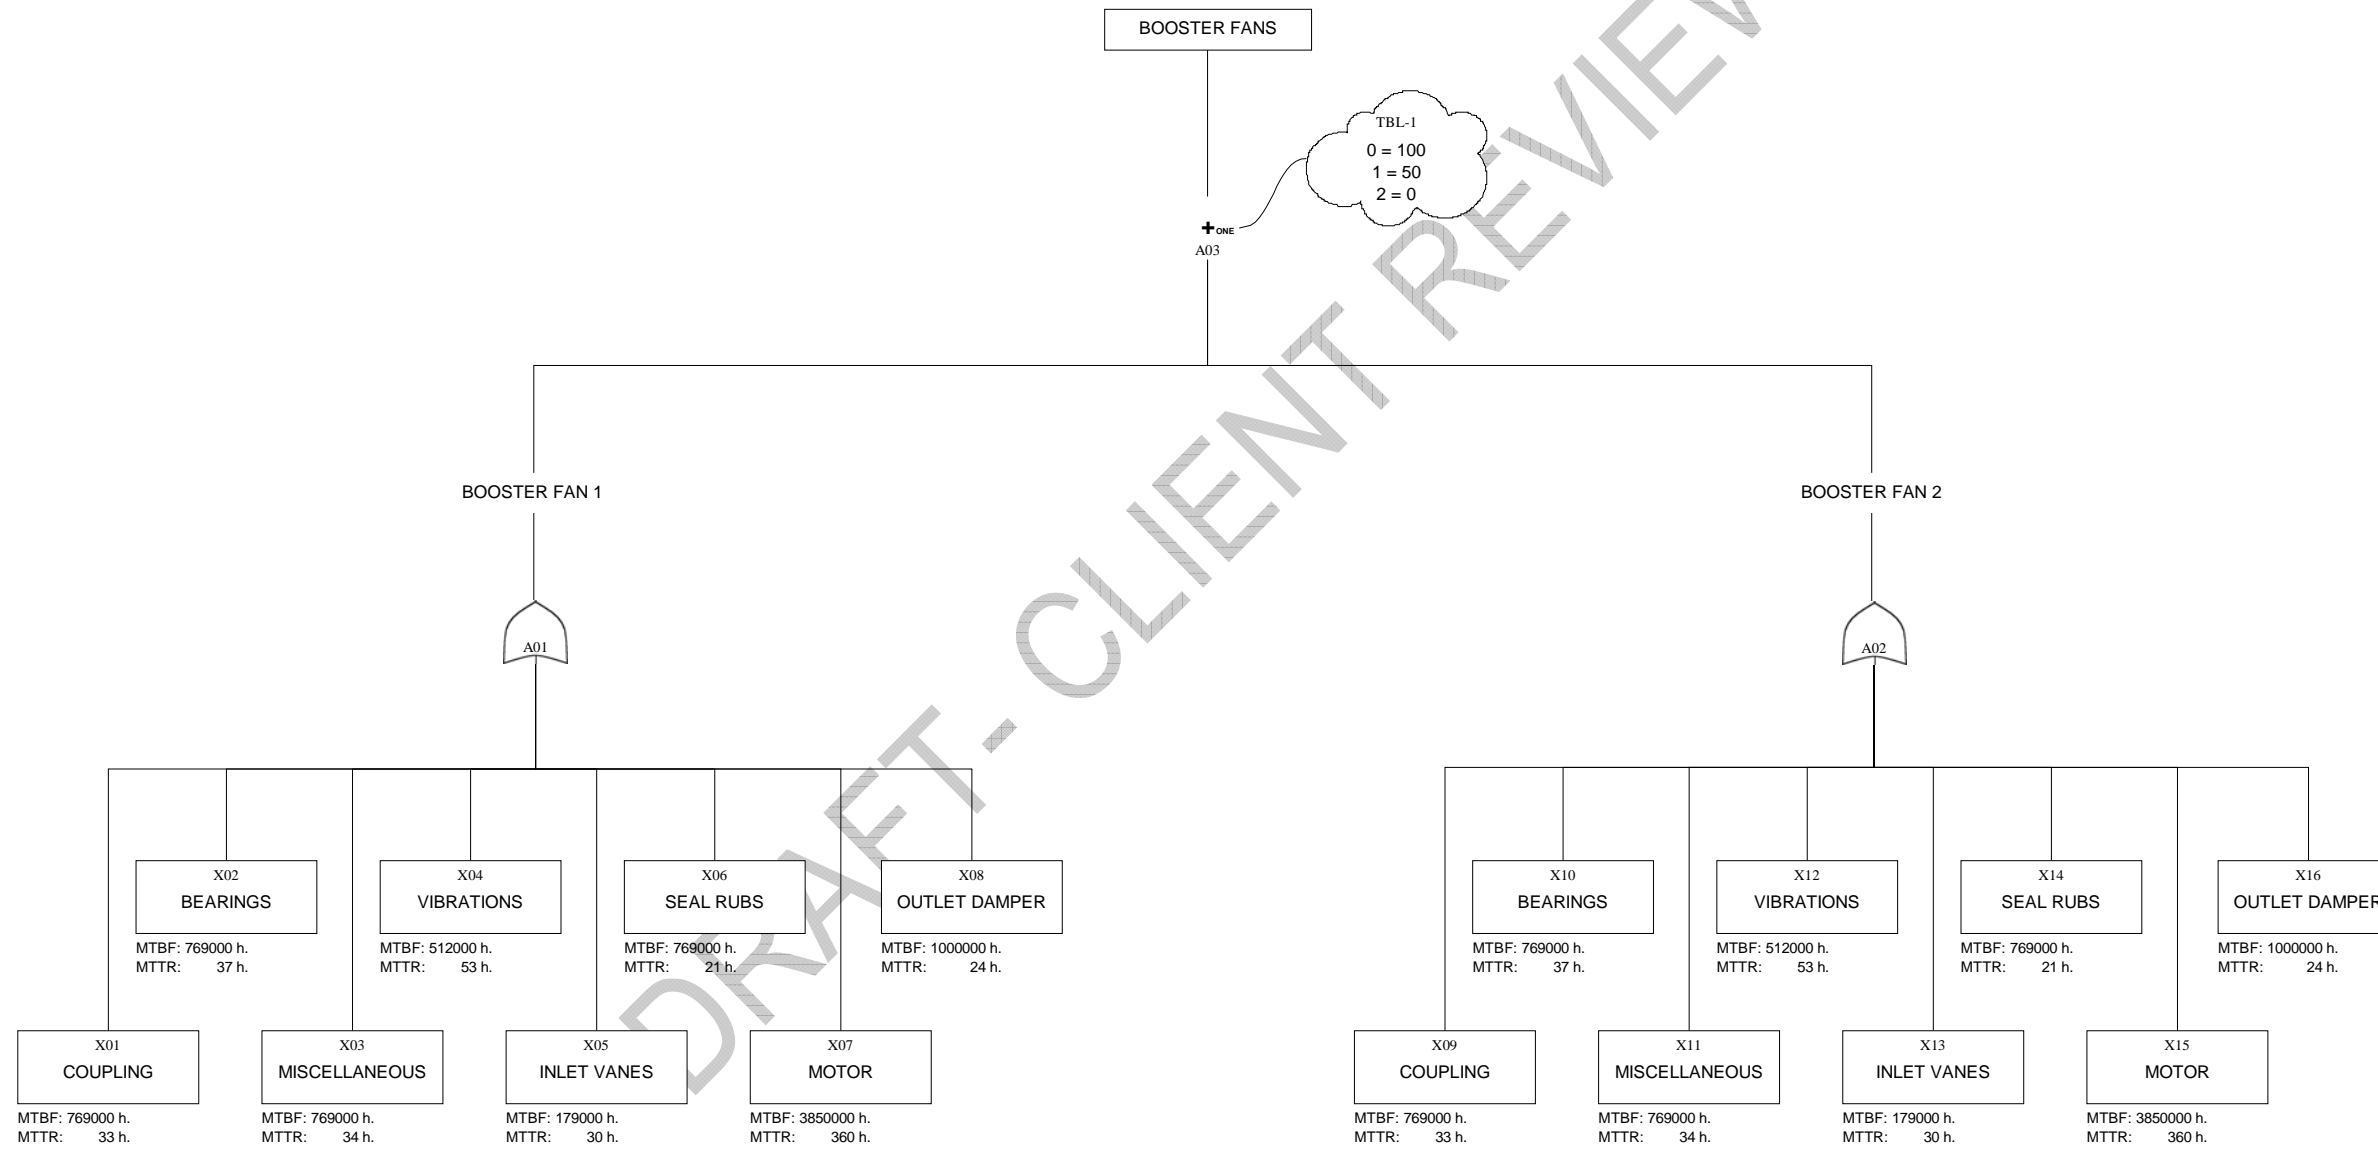 BOOSTER FANS
TBL-1
0 = 100
1 = 50
2 = 0
+ONE
A03
BOOSTER FAN 1
BOOSTER FAN 2
A01
A02
X02
BEARINGS
MTBF: 769000 h.
MTTR: 37 h.
X04
VIBRATIONS
MTBF: 512000 h.
MTTR: 53 h.
X06
SEAL RUBS
MTBF: 769000 h.
MTTR: 21 h.
X08
OUTLET DAMPER
MTBF: 1000000 h.
MTTR: 24 h.
X10
BEARINGS
MTBF: 769000 h.
MTTR: 37 h.
X12
VIBRATIONS
MTBF: 512000 h.
MTTR: 53 h.
X14
SEAL RUBS
MTBF: 769000 h.
MTTR: 21 h.
X16
OUTLET DAMPER
MTBF: 1000000 h.
MTTR: 24 h.
X01
COUPLING
MTBF: 769000 h.
MTTR: 33 h.
X03
MISCELLANEOUS
MTBF: 769000 h.
MTTR: 34 h.
X05
INLET VANES
MTBF: 179000 h.
MTTR: 30 h.
X07
MOTOR
MTBF: 3850000 h.
MTTR: 360 h.
X09
COUPLING
MTBF: 769000 h.
MTTR: 33 h.
X11
MISCELLANEOUS
MTBF: 769000 h.
MTTR: 34 h.
X13
INLET VANES
MTBF: 179000 h.
MTTR: 30 h.
X15
MOTOR
MTBF: 3850000 h.
MTTR: 360 h.
DRAFT - CLIENT REVIEW